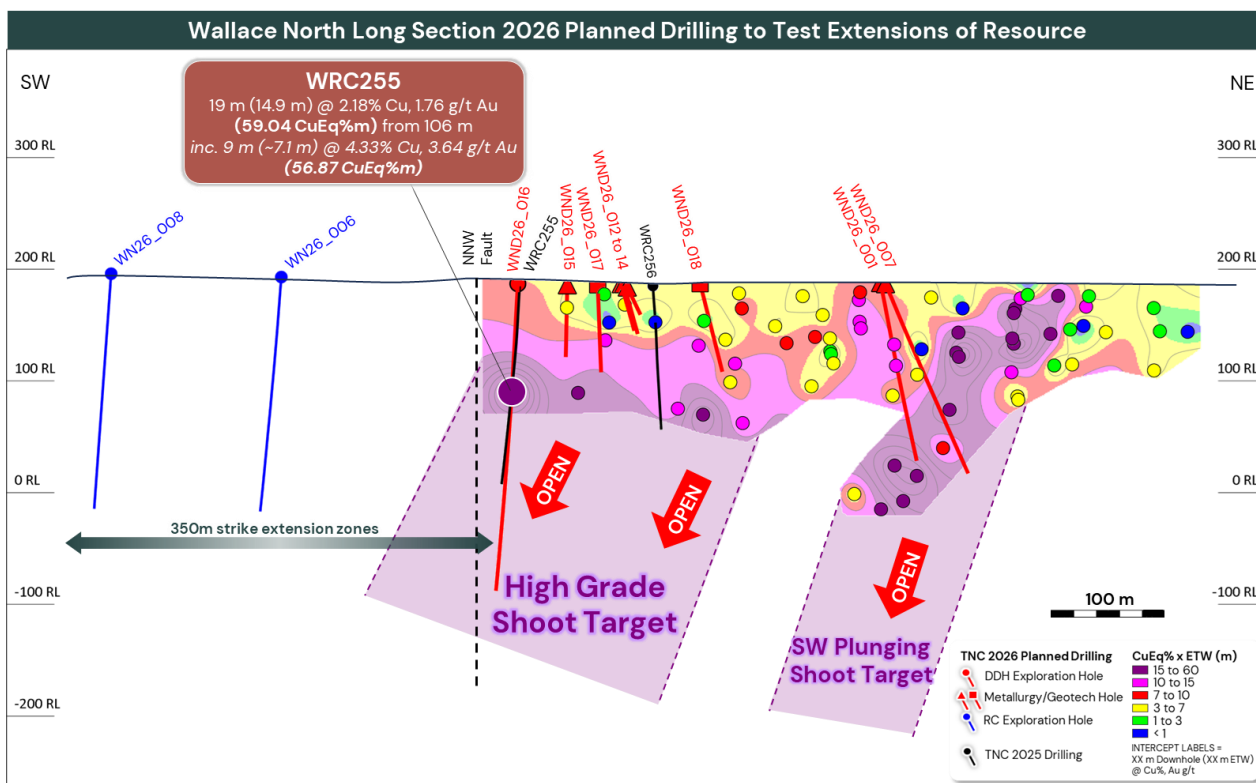 Wallace North Long Section 2026 Planned Drilling to Test Extensions of Resource
SW
NE
WRC255
19 m (14.9 m) @ 2.18% Cu, 1.76 g/t Au
(59.04 CuEq%m) from 106 m
inc. 9 m (~7.1 m) @ 4.33% Cu, 3.64 g/t Au
(56.87 CuEq%m)
300 RL
300 RL
WN26_008
WN26_006
NNW
Fault
WND26_016
WRC255
WND26_015
WND26_017
WND26_012 to 14
WRC256
WND26_018
WND26_001
WND26_007
200 RL
200 RL
100 RL
100 RL
0 RL
0 RL
OPEN
OPEN
OPEN
350m strike extension zones
-100 RL
-100 RL
High Grade
Shoot Target
SW Plunging
Shoot Target
100 m
-200 RL
TNC 2026 Planned Drilling
DDH Exploration Hole
Metallurgy/Geotech Hole
RC Exploration Hole
TNC 2025 Drilling
CuEq% x ETW (m)
15 to 60
10 to 15
7 to 10
3 to 7
1 to 3
< 1
INTERCEPT LABELS =
XX m Downhole (XX m ETW)
@ Cu%, Au g/t